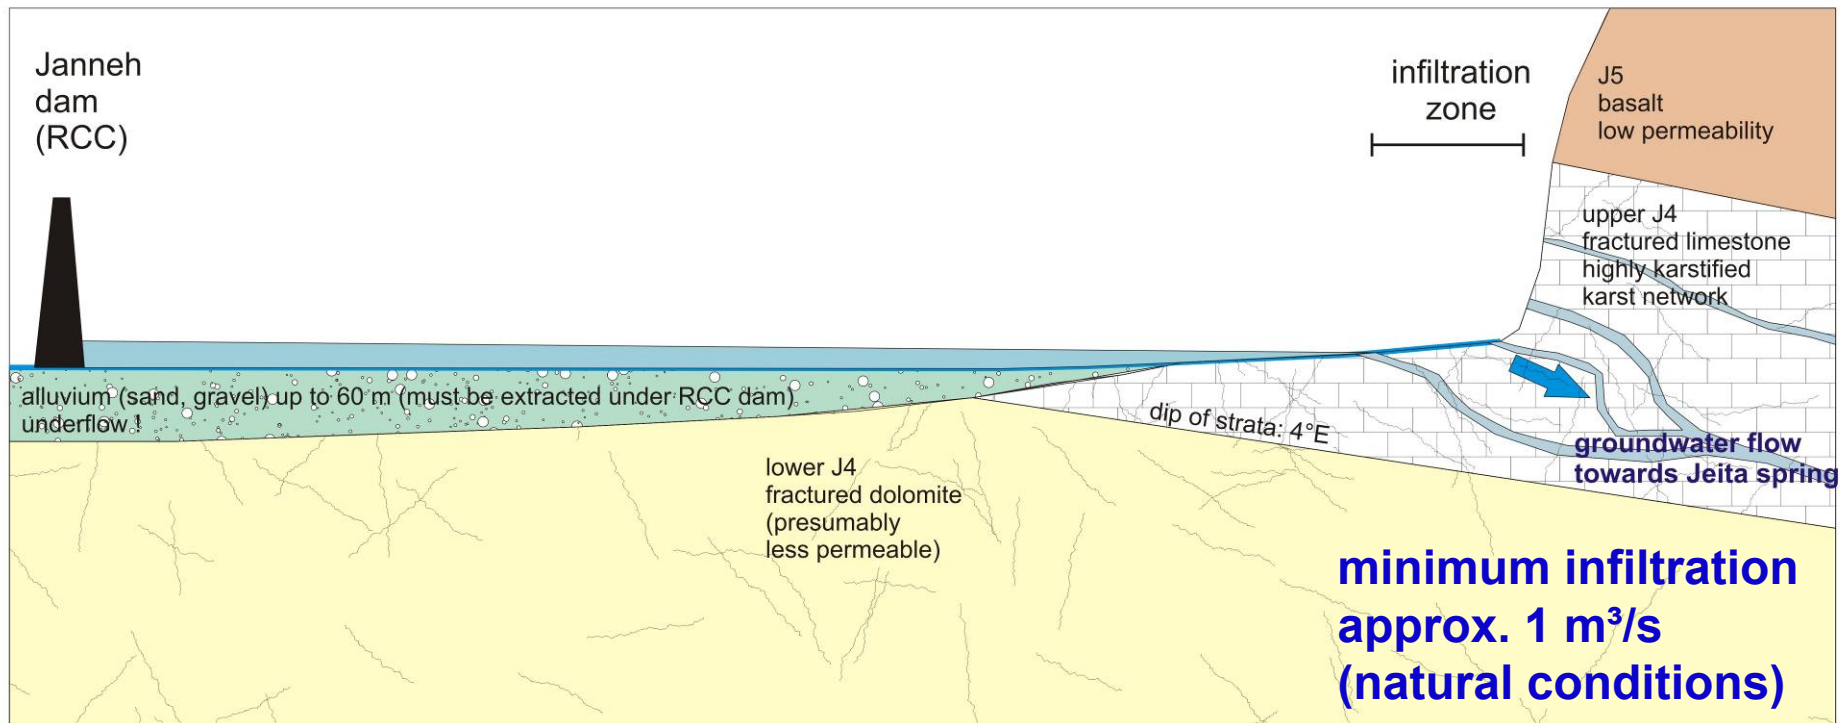 Janneh
dam
(RCC)
infiltration
zone
J5
basalt
low permeability
upper J4
fractured limestone
highly karstified
karst network
alluvium (sand, gravel) up to 60 m (must be extracted under RCC dam)
underflow !
dip of strata: 4°E
groundwater flow
towards Jeita spring
lower J4
fractured dolomite
(presumably
less permeable)
minimum infiltration
approx. 1 m³/s
(natural conditions)